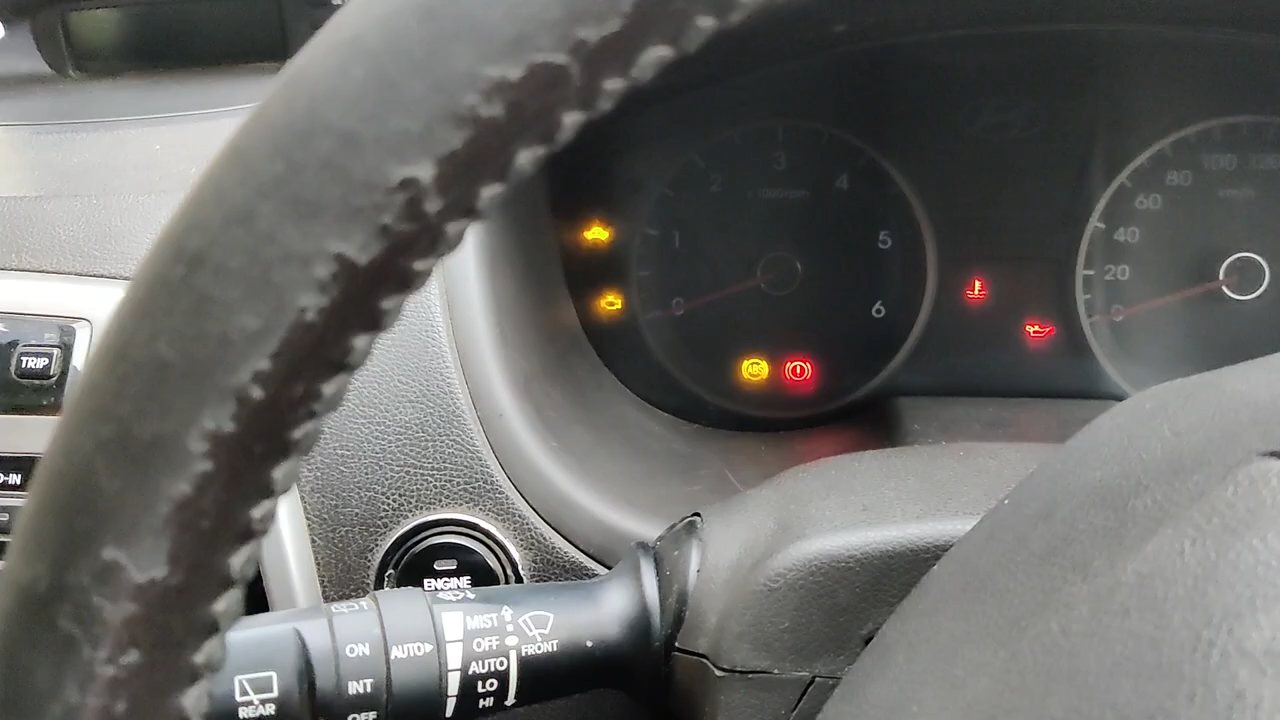 TRIP
D-IN
1
2
3
4
5
6
0
x1000rpm
ABS
0
20
40
60
80
100
km/h
ENGINE
ON
INT
OFF
AUTO
MIST
OFF
AUTO
LO
HI
FRONT
REAR